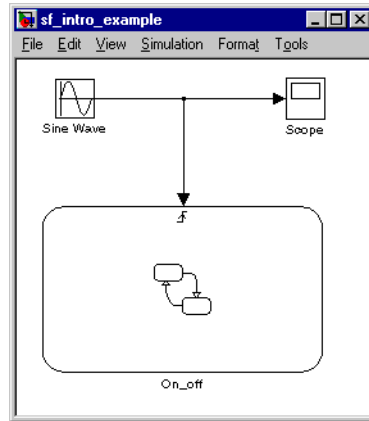 sf_intro_example
File Edit View Simulation Format Tools
Sine Wave
Scope
On_off